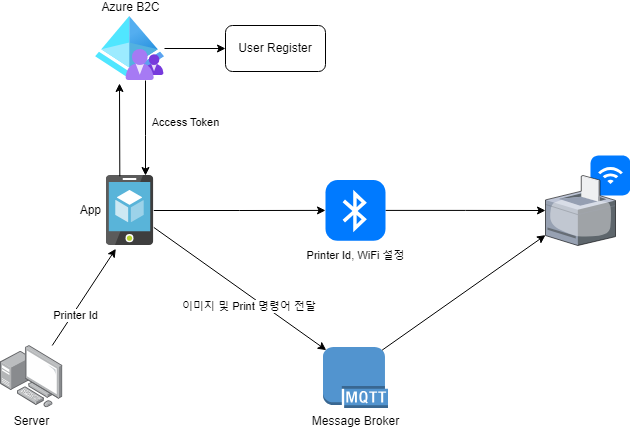 Azure B2C
User Register
Access Token
App
Printer Id, WiFi 설정
이미지 및 Print 명령어 전달
Printer Id
MQTT
Server
Message Broker